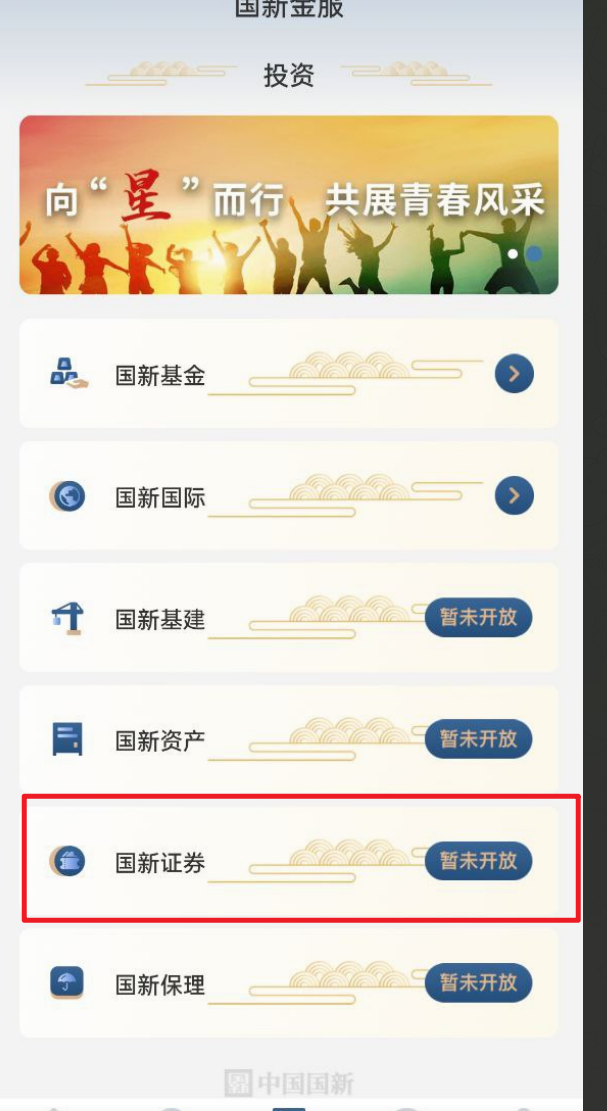 国新金服
投资
向“星”而行 共展青春风采
国新基金
国新国际
国新基建 暂未开放
国新资产 暂未开放
国新证券 暂未开放
国新保理 暂未开放
中国国新